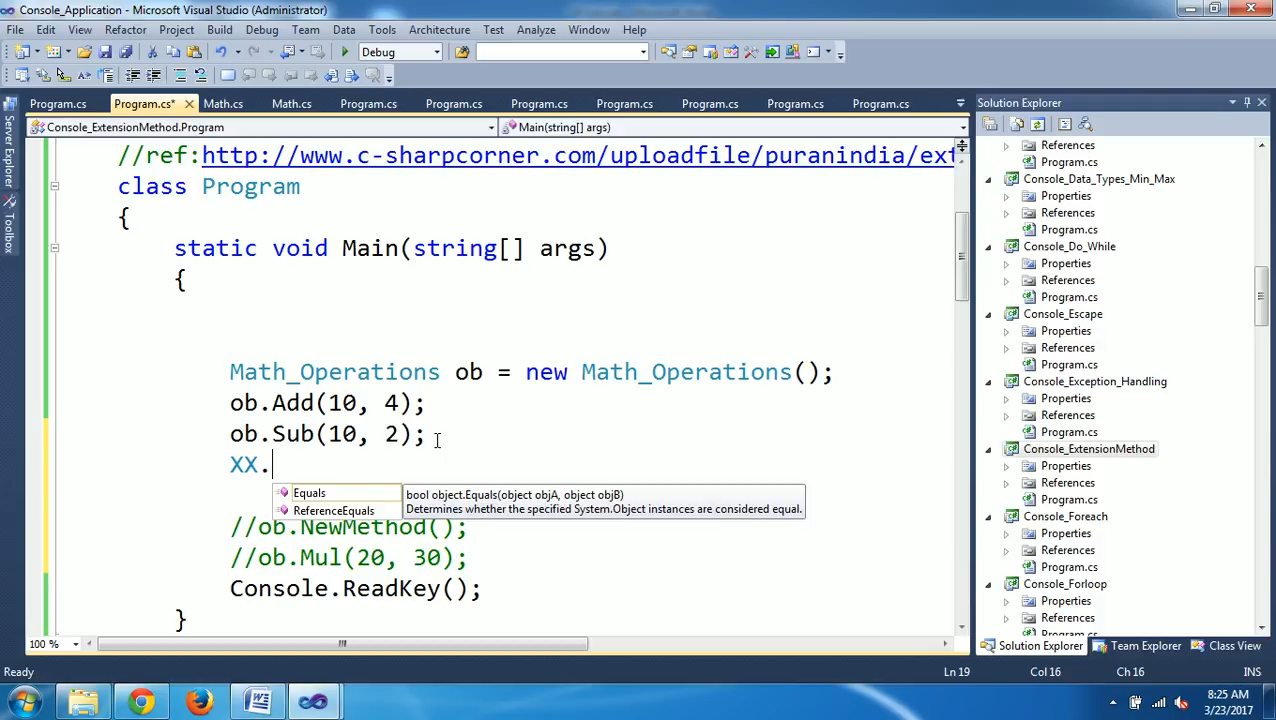 Console_Application - Microsoft Visual Studio (Administrator)
File Edit View Refactor Project Build Debug Team Data Tools Architecture Test Analyze Window Help
Debug
Program.cs Program.cs* Math.cs Math.cs Program.cs Program.cs Program.cs Program.cs Program.cs Program.cs Program.cs
Console_ExtensionMethod.Program Main(string[] args)
//ref:http://www.c-sharpcorner.com/uploadfile/puranindia/ext
class Program
{
static void Main(string[] args)
{
Math_Operations ob = new Math_Operations();
ob.Add(10, 4);
ob.Sub(10, 2);
XX.
Equals
ReferenceEquals
bool object.Equals(object objA, object objB)
Determines whether the specified System.Object instances are considered equal.
//ob.NewMethod();
//ob.Mul(20, 30);
Console.ReadKey();
}
100 %
Server Explorer
Toolbox
Solution Explorer
References
Program.cs
Console_Data_Types_Min_Max
Properties
References
Program.cs
Console_Do_While
Properties
References
Program.cs
Console_Escape
Properties
References
Program.cs
Console_Exception_Handling
Properties
References
Program.cs
Console_ExtensionMethod
Properties
References
Program.cs
Console_Foreach
Properties
References
Program.cs
Console_Forloop
Properties
References
Program.cs
Solution Explorer Team Explorer Class View
Ready Ln 19 Col 16 Ch 16 INS
8:25 AM
3/23/2017